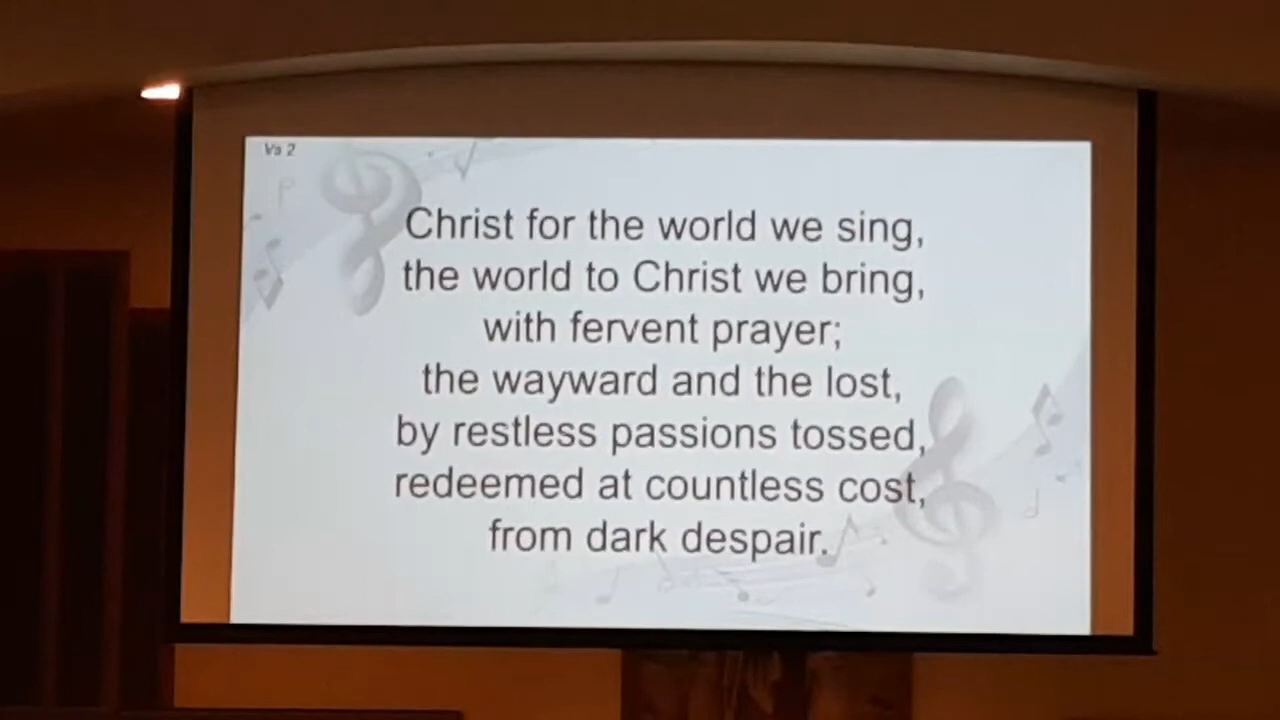 Vs 2
Christ for the world we sing,
the world to Christ we bring,
with fervent prayer;
the wayward and the lost,
by restless passions tossed,
redeemed at countless cost,
from dark despair.